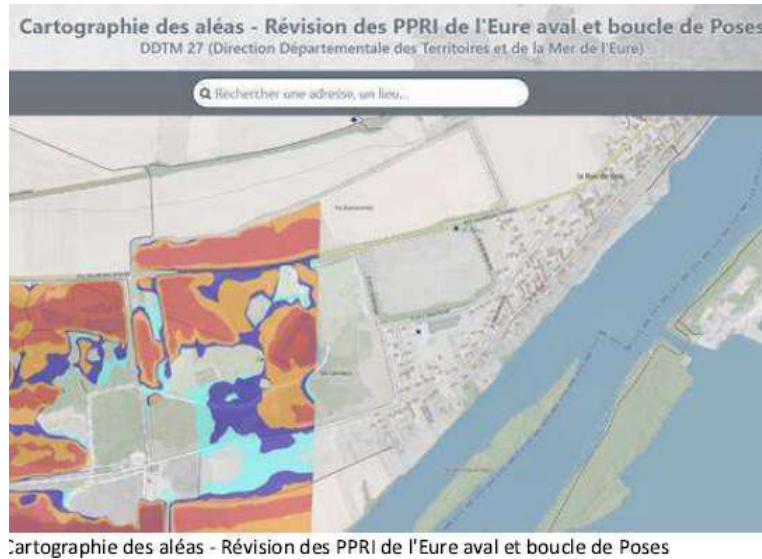 Cartographie des aléas - Révision des PPRI de l'Eure aval et boucle de Poses
DDTM 27 (Direction Départementale des Territoires et de la Mer de l'Eure)
Rechercher une adresse, un lieu...
Cartographie des aléas - Révision des PPRI de l'Eure aval et boucle de Poses